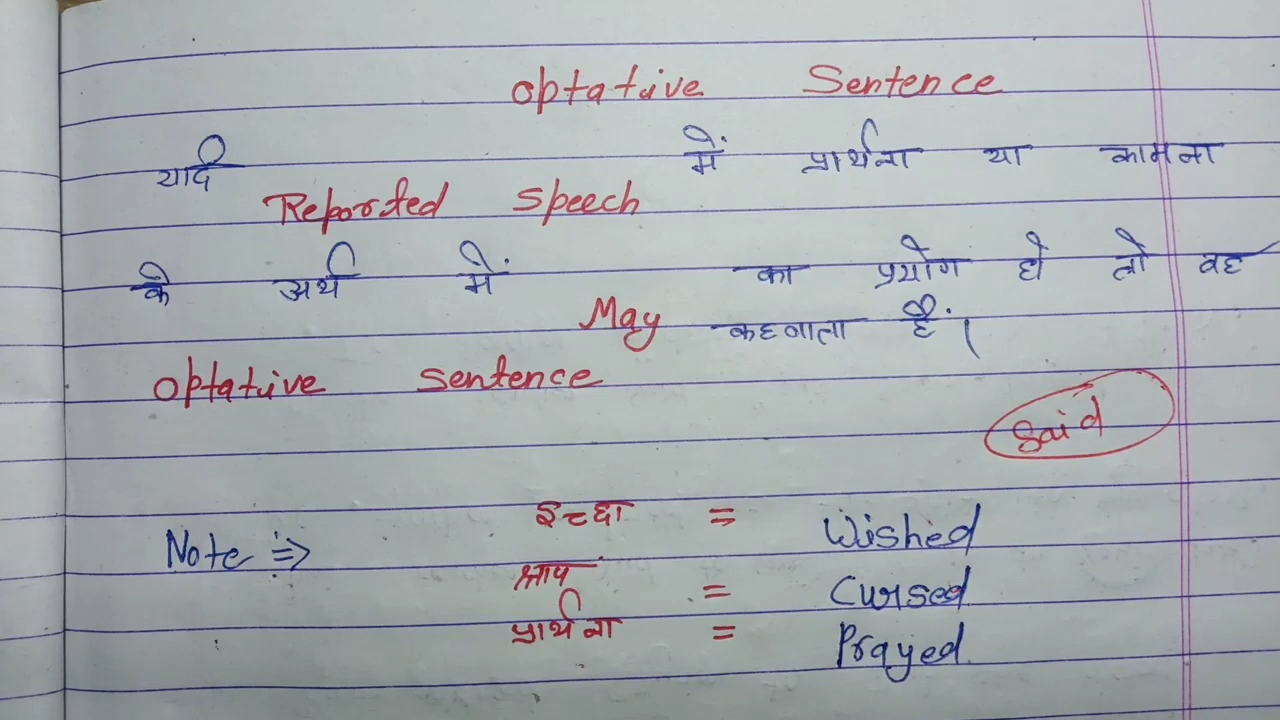 Optative Sentence
यदि Reported Speech में प्रार्थना या कामना
के अर्थ में May का प्रयोग हो तो वह
Optative sentence कहलाता है।
Said
Note ⇒ इच्छा = Wished
श्राप = Cursed
प्रार्थना = Prayed